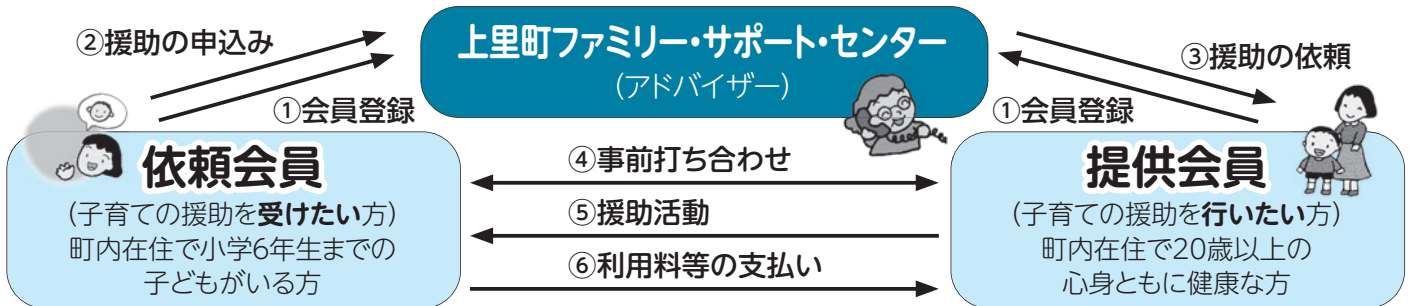 ②援助の申込み
上里町ファミリー・サポート・センター
(アドバイザー)
③援助の依頼
①会員登録
①会員登録
依頼会員
(子育ての援助を受けたい方)
町内在住で小学6年生までの
子どもがいる方
④事前打ち合わせ
⑤援助活動
⑥利用料等の支払い
提供会員
(子育ての援助を行いたい方)
町内在住で20歳以上の
心身ともに健康な方